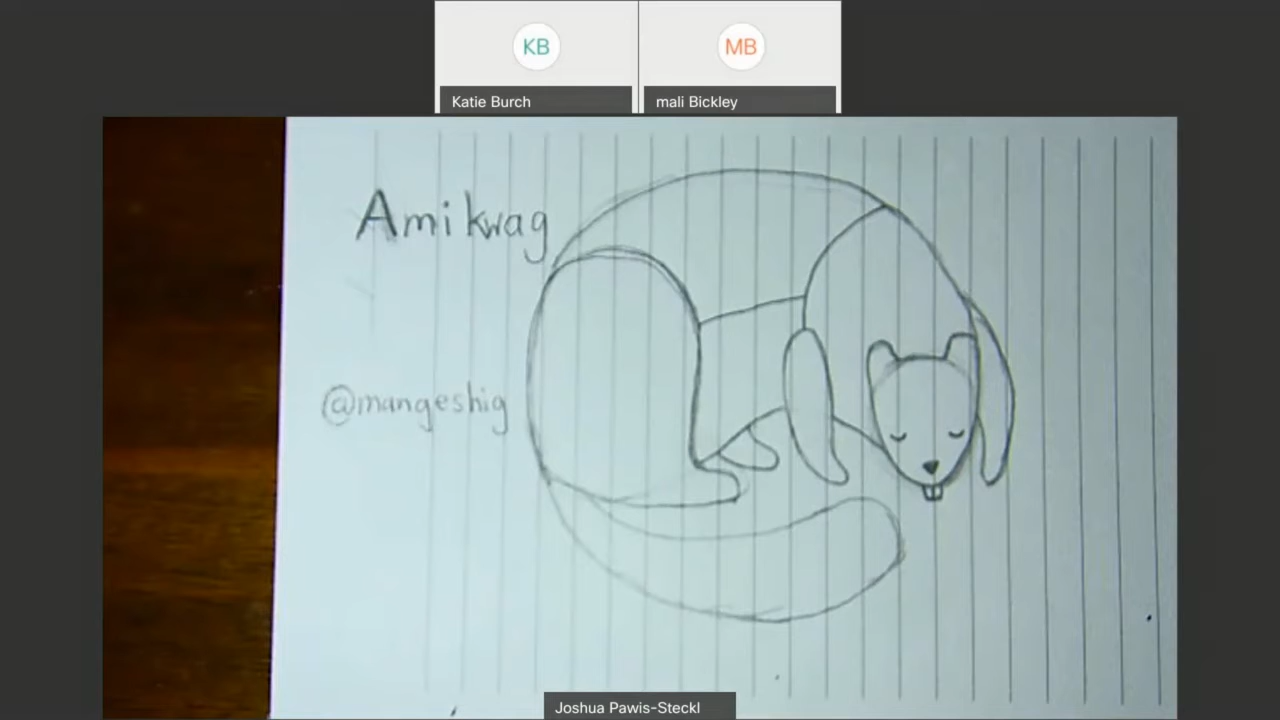 KB
MB
Katie Burch
mali Bickley
Amikwag
@mangeshig
Joshua Pawis-Steckl